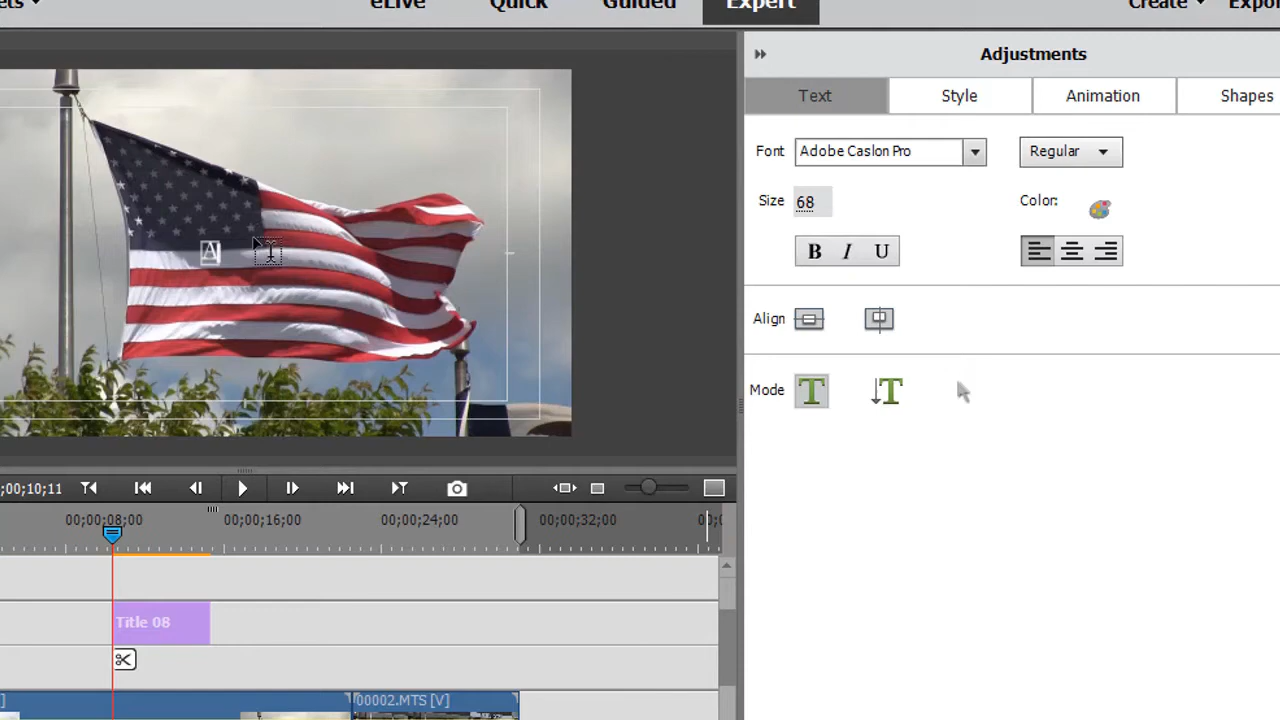 eLive Quick Guided Expert Create
Adjustments
Text Style Animation Shapes
Font Adobe Caslon Pro Regular
Size 68 Color:
B I U
A
Align
Mode T T
;00;10;11
00;00;08;00 00;00;16;00 00;00;24;00 00;00;32;00
Title 08
00002.MTS [V]